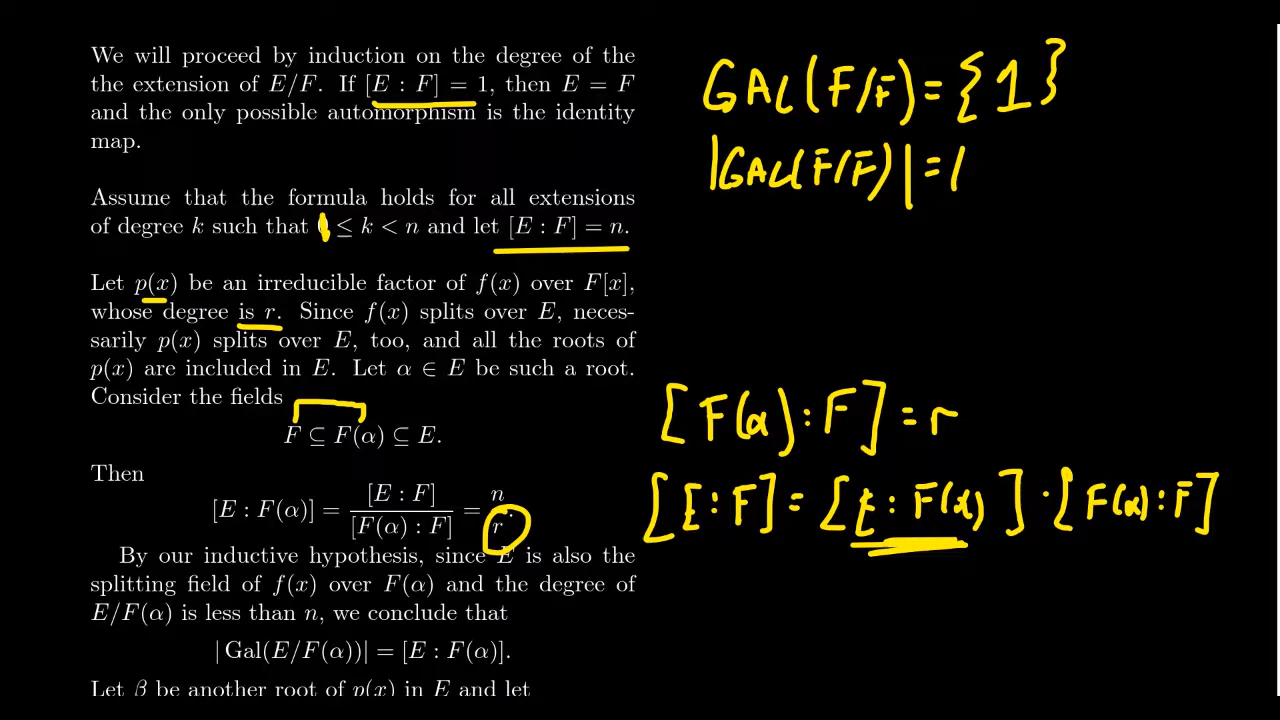 We will proceed by induction on the degree of the
the extension of E/F. If [E : F] = 1, then E = F
and the only possible automorphism is the identity
map.
Assume that the formula holds for all extensions
of degree k such that ≤ k < n and let [E : F] = n.
Let p(x) be an irreducible factor of f(x) over F[x],
whose degree is r. Since f(x) splits over E, neces-
sarily p(x) splits over E, too, and all the roots of
p(x) are included in E. Let α ∈ E be such a root.
Consider the fields
F ⊆ F(α) ⊆ E.
Then
[E : F(α)] = [E : F] / [F(α) : F] = n / r.
By our inductive hypothesis, since E is also the
splitting field of f(x) over F(α) and the degree of
E/F(α) is less than n, we conclude that
| Gal(E/F(α))| = [E : F(α)].
Let β be another root of p(x) in E and let
GAL(F/F) = {1}
|GAL(F/F)| = 1
[F(α) : F] = r
[E : F] = [E : F(α)] · [F(α) : F]